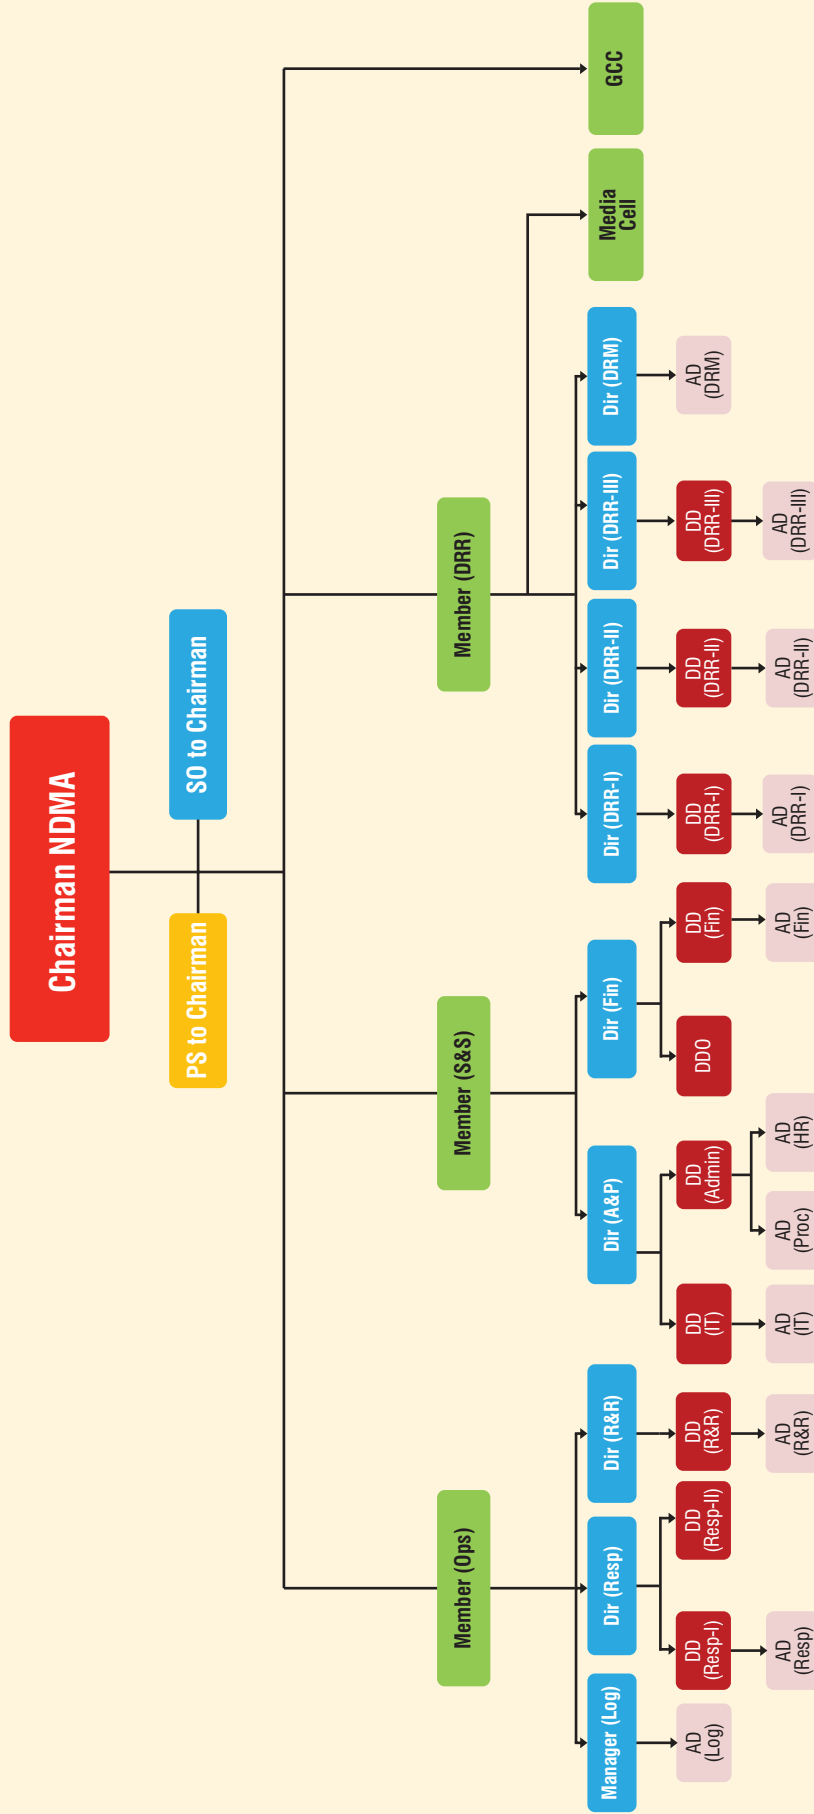 Chairman NDMA
PS to Chairman
SO to Chairman
Member (Ops)
Member (S&S)
Member (DRR)
Manager (Log)
Dir (Resp)
Dir (R&R)
Dir (A&P)
Dir (Fin)
Dir (DRR-I)
Dir (DRR-II)
Dir (DRR-III)
Dir (DRM)
Media
Cell
GCC
AD
(Log)
DD
(Resp-I)
DD
(Resp-II)
DD
(R&R)
DD
(IT)
DD
(Admin)
DDO
DD
(Fin)
DD
(DRR-I)
DD
(DRR-II)
DD
(DRR-III)
AD
(DRM)
AD
(Resp)
AD
(R&R)
AD
(IT)
AD
(Proc)
AD
(HR)
AD
(Fin)
AD
(DRR-I)
AD
(DRR-II)
AD
(DRR-III)